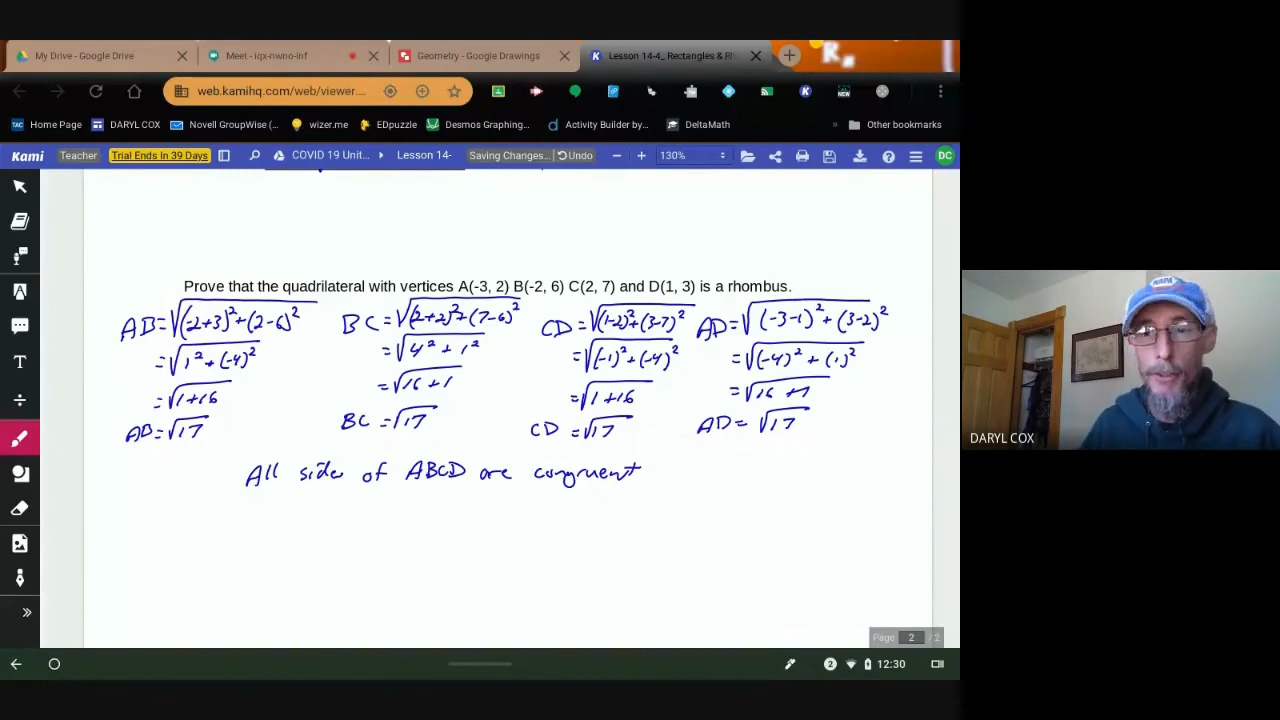 My Drive - Google Drive
Meet - iqx-nwno-inf
Geometry - Google Drawings
Lesson 14-4_ Rectangles & Rh
web.kamihq.com/web/viewer....
Home Page
DARYL COX
Novell GroupWise (...
wizer.me
EDpuzzle
Desmos Graphing...
Activity Builder by...
DeltaMath
»
Other bookmarks
Kami Teacher Trial Ends In 39 Days COVID 19 Unit... Lesson 14- Saving Changes... Undo 130% DC
Prove that the quadrilateral with vertices A(-3, 2) B(-2, 6) C(2, 7) and D(1, 3) is a rhombus.
AB=√(2+3)²+(2-6)² BC=√(2+2)²+(7-6)² CD=√(1-2)²+(3-7)² AD=√(-3-1)²+(3-2)²
=√1²+(-4)² =√4²+1² =√(-1)²+(-4)² =√(-4)²+(1)²
=√1+16 =√16+1 =√1+16 =√16+1
AB=√17 BC=√17 CD=√17 AD=√17
All side of ABCD are congruent
Page 2 / 2
2 12:30
DARYL COX
NAPA